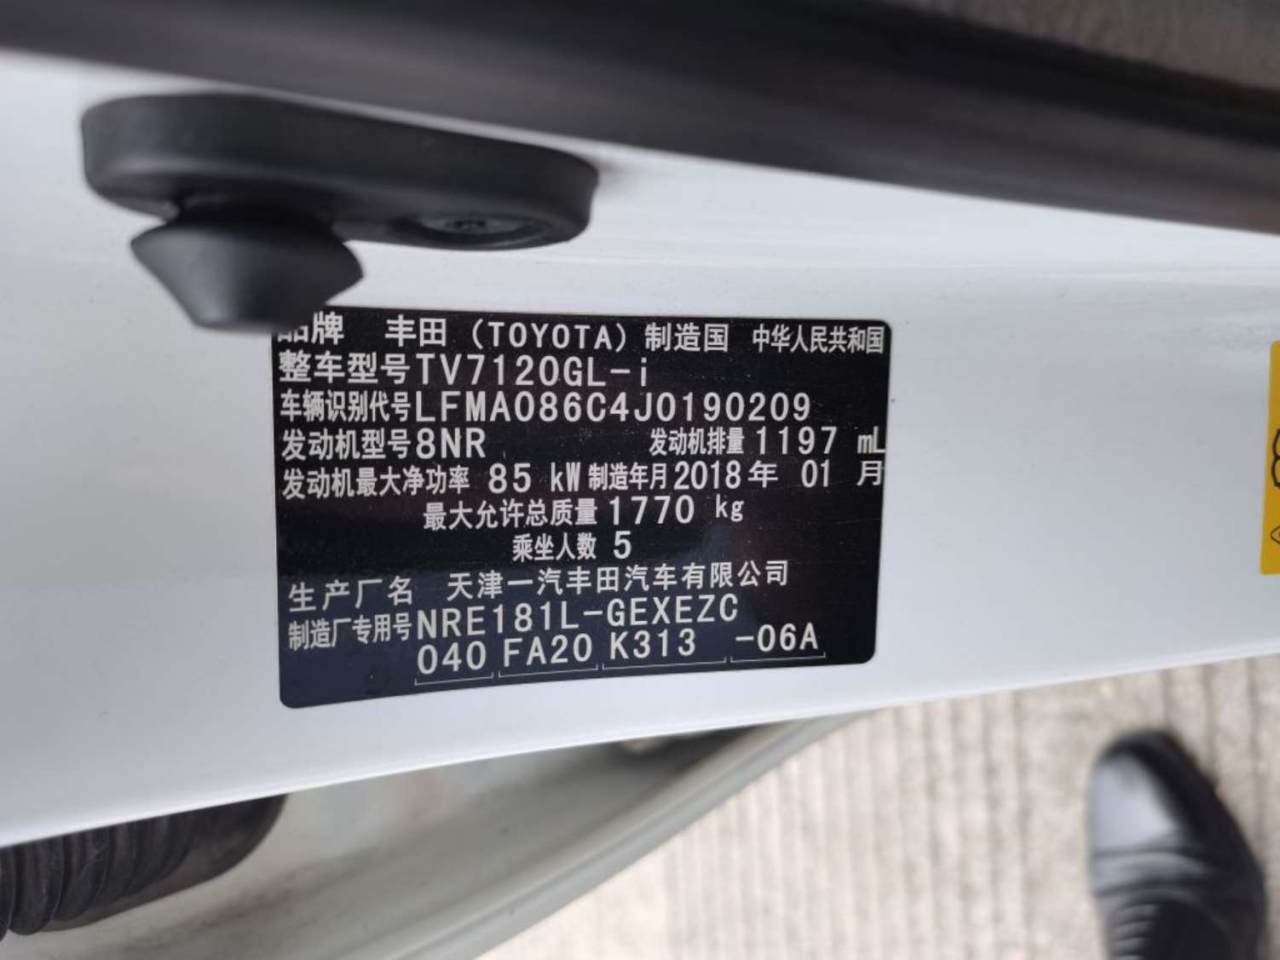 品牌 丰田（TOYOTA）制造国 中华人民共和国
整车型号TV7120GL-i
车辆识别代号LFMA086C4J0190209
发动机型号8NR 发动机排量1197 mL
发动机最大净功率 85 kW 制造年月2018年 01 月
最大允许总质量1770 kg
乘坐人数 5
生产厂名 天津一汽丰田汽车有限公司
制造厂专用号NRE181L-GEXEZC
040 FA20 K313 -06A